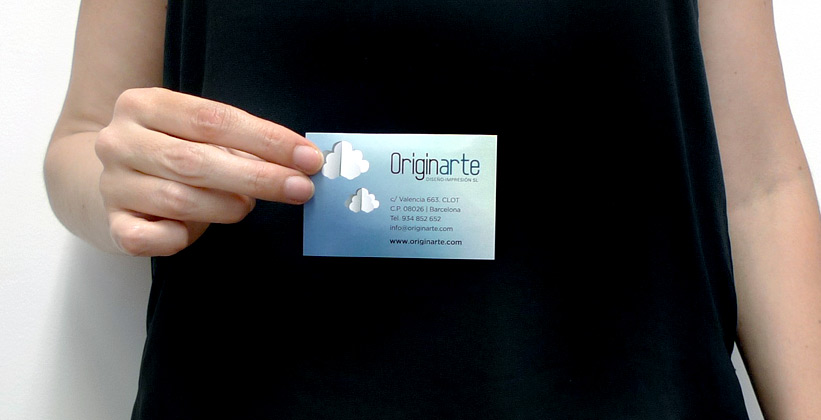 Originarte
DISEÑO IMPRESIÓN SL
c/ Valencia 663. CLOT
C.P. 08026 | Barcelona
Tel. 934 852 652
info@originarte.com
www.originarte.com